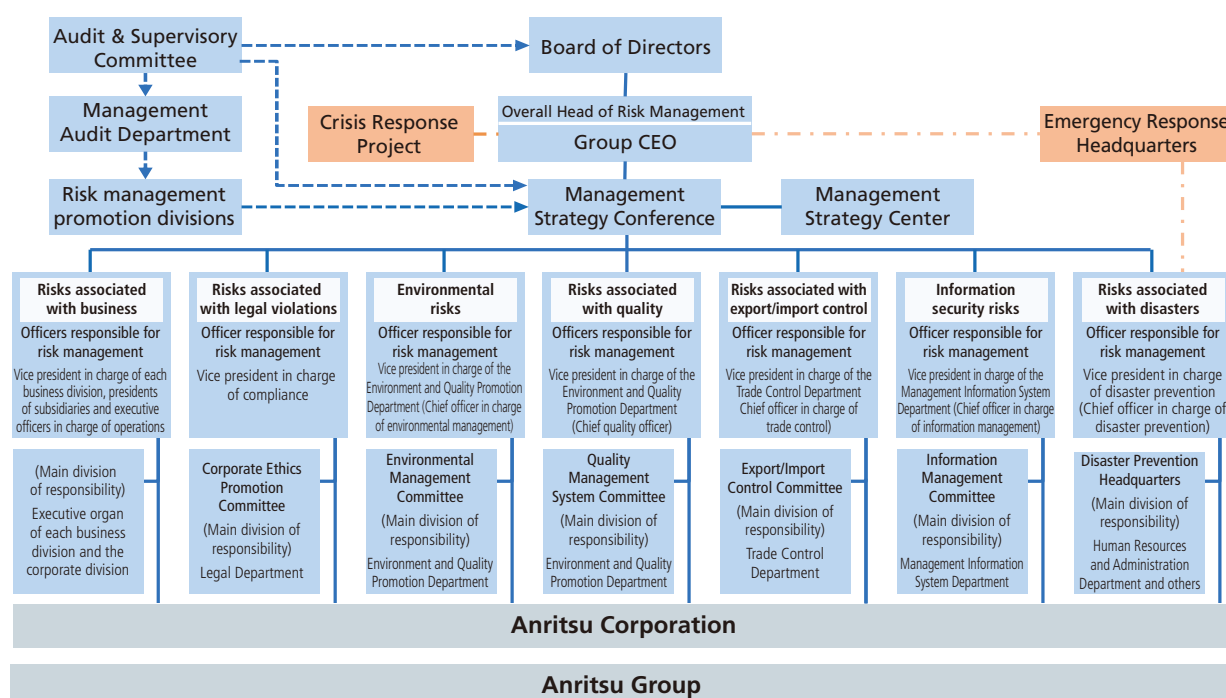 Audit & Supervisory
Committee
Board of Directors
Management
Audit Department
Crisis Response
Project
Overall Head of Risk Management
Group CEO
Emergency Response
Headquarters
Risk management
promotion divisions
Management
Strategy Conference
Management
Strategy Center
Risks associated
with business
Officers responsible for
risk management
Vice president in charge of each
business division, presidents
of subsidiaries and executive
officers in charge of operations
(Main division
of responsibility)
Executive organ
of each business
division and the
corporate division
Risks associated
with legal violations
Officer responsible for
risk management
Vice president in charge
of compliance
Corporate Ethics
Promotion
Committee
(Main division of
responsibility)
Legal Department
Environmental
risks
Officer responsible for
risk management
Vice president in charge of the
Environment and Quality Promotion
Department (Chief officer in charge
of environmental management)
Environmental
Management
Committee
(Main division of
responsibility)
Environment and Quality
Promotion Department
Risks associated
with quality
Officer responsible for
risk management
Vice president in charge of the
Environment and Quality
Promotion Department
(Chief quality officer)
Quality
Management
System Committee
(Main division of
responsibility)
Environment and Quality
Promotion Department
Risks associated with
export/import control
Officer responsible for
risk management
Vice president in charge of the
Trade Control Department
Chief officer in charge of
trade control)
Export/Import
Control Committee
(Main division of
responsibility)
Trade Control
Department
Information
security risks
Officer responsible for
risk management
Vice president in charge of the
Management Information System
Department (Chief officer in charge
of information management)
Information
Management
Committee
(Main division of
responsibility)
Management Information
System Department
Risks associated
with disasters
Officer responsible for
risk management
Vice president in charge
of disaster prevention
(Chief officer in charge of
disaster prevention)
Disaster Prevention
Headquarters
(Main division of
responsibility)
Human Resources
and Administration
Department and others
Anritsu Corporation
Anritsu Group